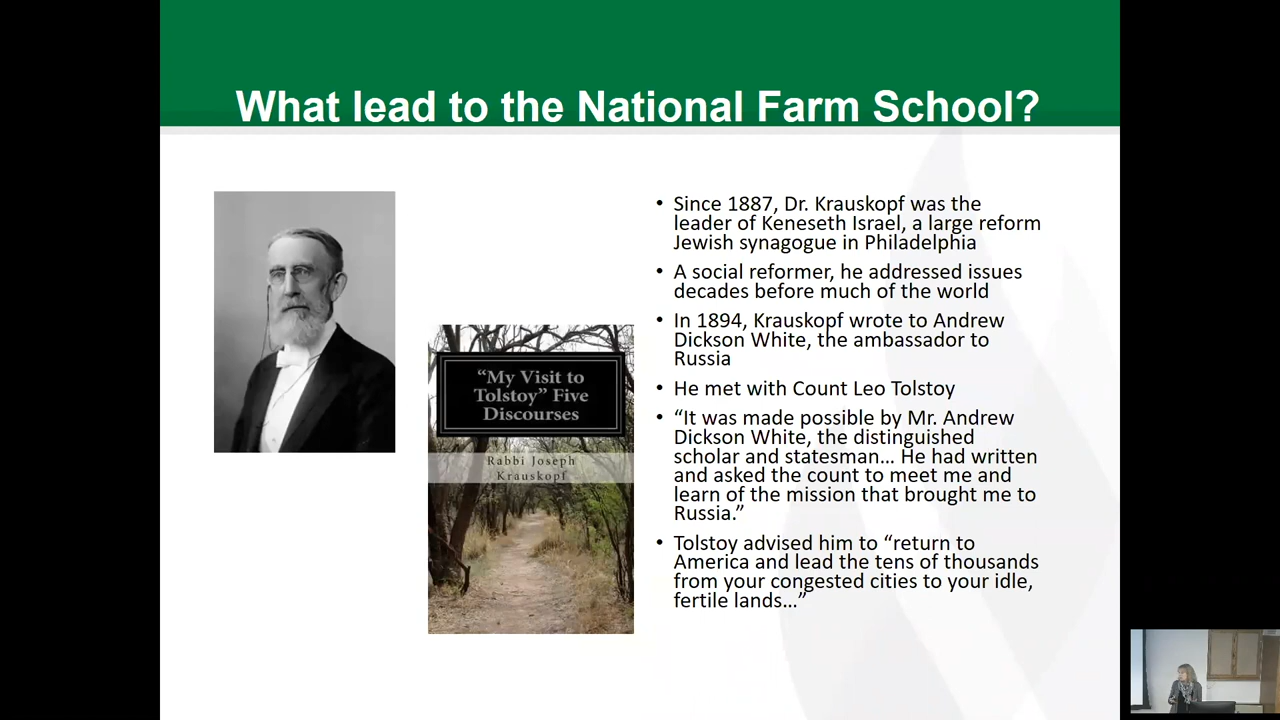 What lead to the National Farm School?
“My Visit to
Tolstoy” Five
Discourses
Rabbi Joseph
Krauskopf
• Since 1887, Dr. Krauskopf was the
leader of Keneseth Israel, a large reform
Jewish synagogue in Philadelphia
• A social reformer, he addressed issues
decades before much of the world
• In 1894, Krauskopf wrote to Andrew
Dickson White, the ambassador to
Russia
• He met with Count Leo Tolstoy
• “It was made possible by Mr. Andrew
Dickson White, the distinguished
scholar and statesman... He had written
and asked the count to meet me and
learn of the mission that brought me to
Russia.”
• Tolstoy advised him to “return to
America and lead the tens of thousands
from your congested cities to your idle,
fertile lands...”